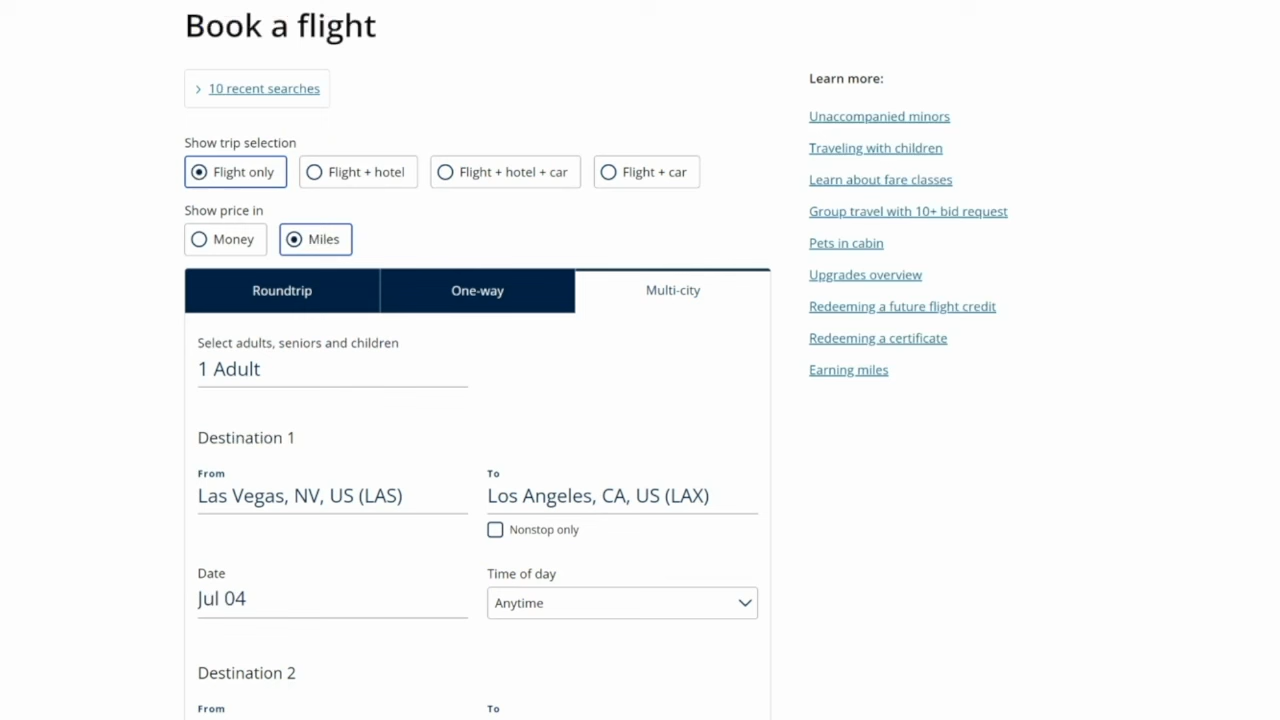 Book a flight
10 recent searches
Show trip selection
Flight only
Flight + hotel
Flight + hotel + car
Flight + car
Show price in
Money
Miles
Roundtrip
One-way
Multi-city
Select adults, seniors and children
1 Adult
Destination 1
From
To
Las Vegas, NV, US (LAS)
Los Angeles, CA, US (LAX)
Nonstop only
Date
Time of day
Jul 04
Anytime
Destination 2
From
To
Learn more:
Unaccompanied minors
Traveling with children
Learn about fare classes
Group travel with 10+ bid request
Pets in cabin
Upgrades overview
Redeeming a future flight credit
Redeeming a certificate
Earning miles